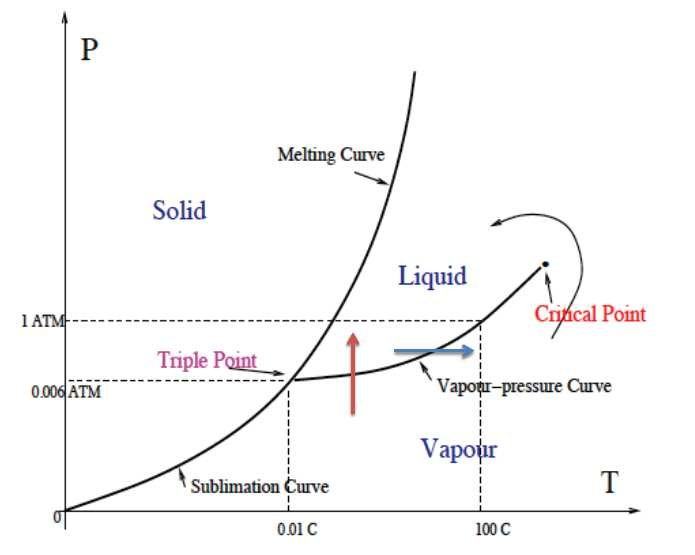 P
Melting Curve
Solid
Liquid
1 ATM
Critical Point
Triple Point
0.006 ATM
Vapour–pressure Curve
Vapour
Sublimation Curve
T
0
0.01 C
100 C